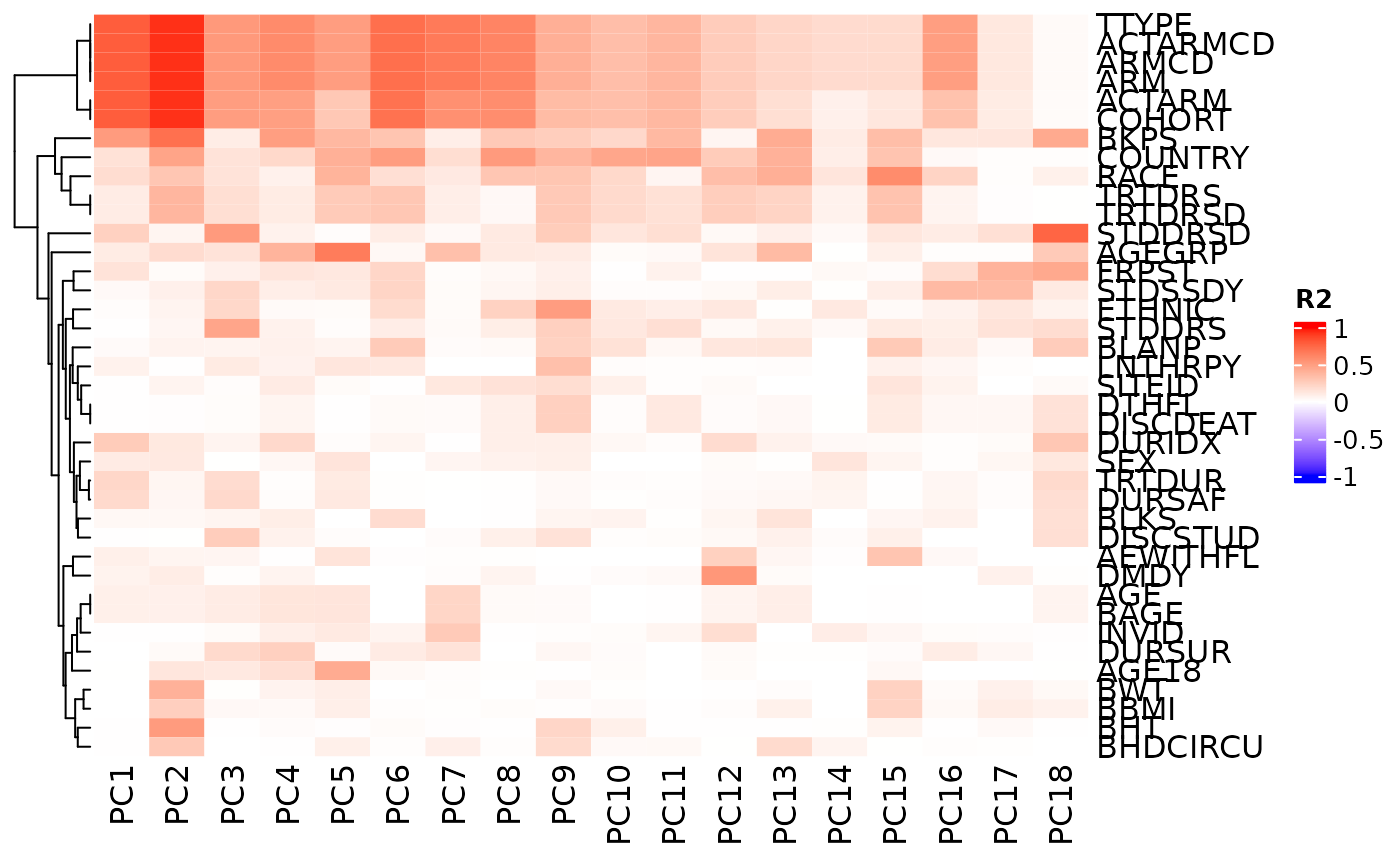 TTYPE
ACTARMCD
ARMCD
ARM
ACTARM
COHORT
BKPS
COUNTRY
RACE
TRTDRS
TRTDRSD
STDDRSD
AGEGRP
ERPST
STDSSDY
ETHNIC
STDDRS
BLANP
LNTHRPY
SITEID
DTHFL
DISCDEAT
DURIDX
SEX
TRTDUR
DURSAF
BLKS
DISCSTUD
AEWITHFL
DMDY
AGE
BAGE
INVID
DURSUR
AGE18
BWT
BBMI
BHT
BHDCIRCU
PC1 PC2 PC3 PC4 PC5 PC6 PC7 PC8 PC9 PC10 PC11 PC12 PC13 PC14 PC15 PC16 PC17 PC18
R2
1
0.5
0
-0.5
-1